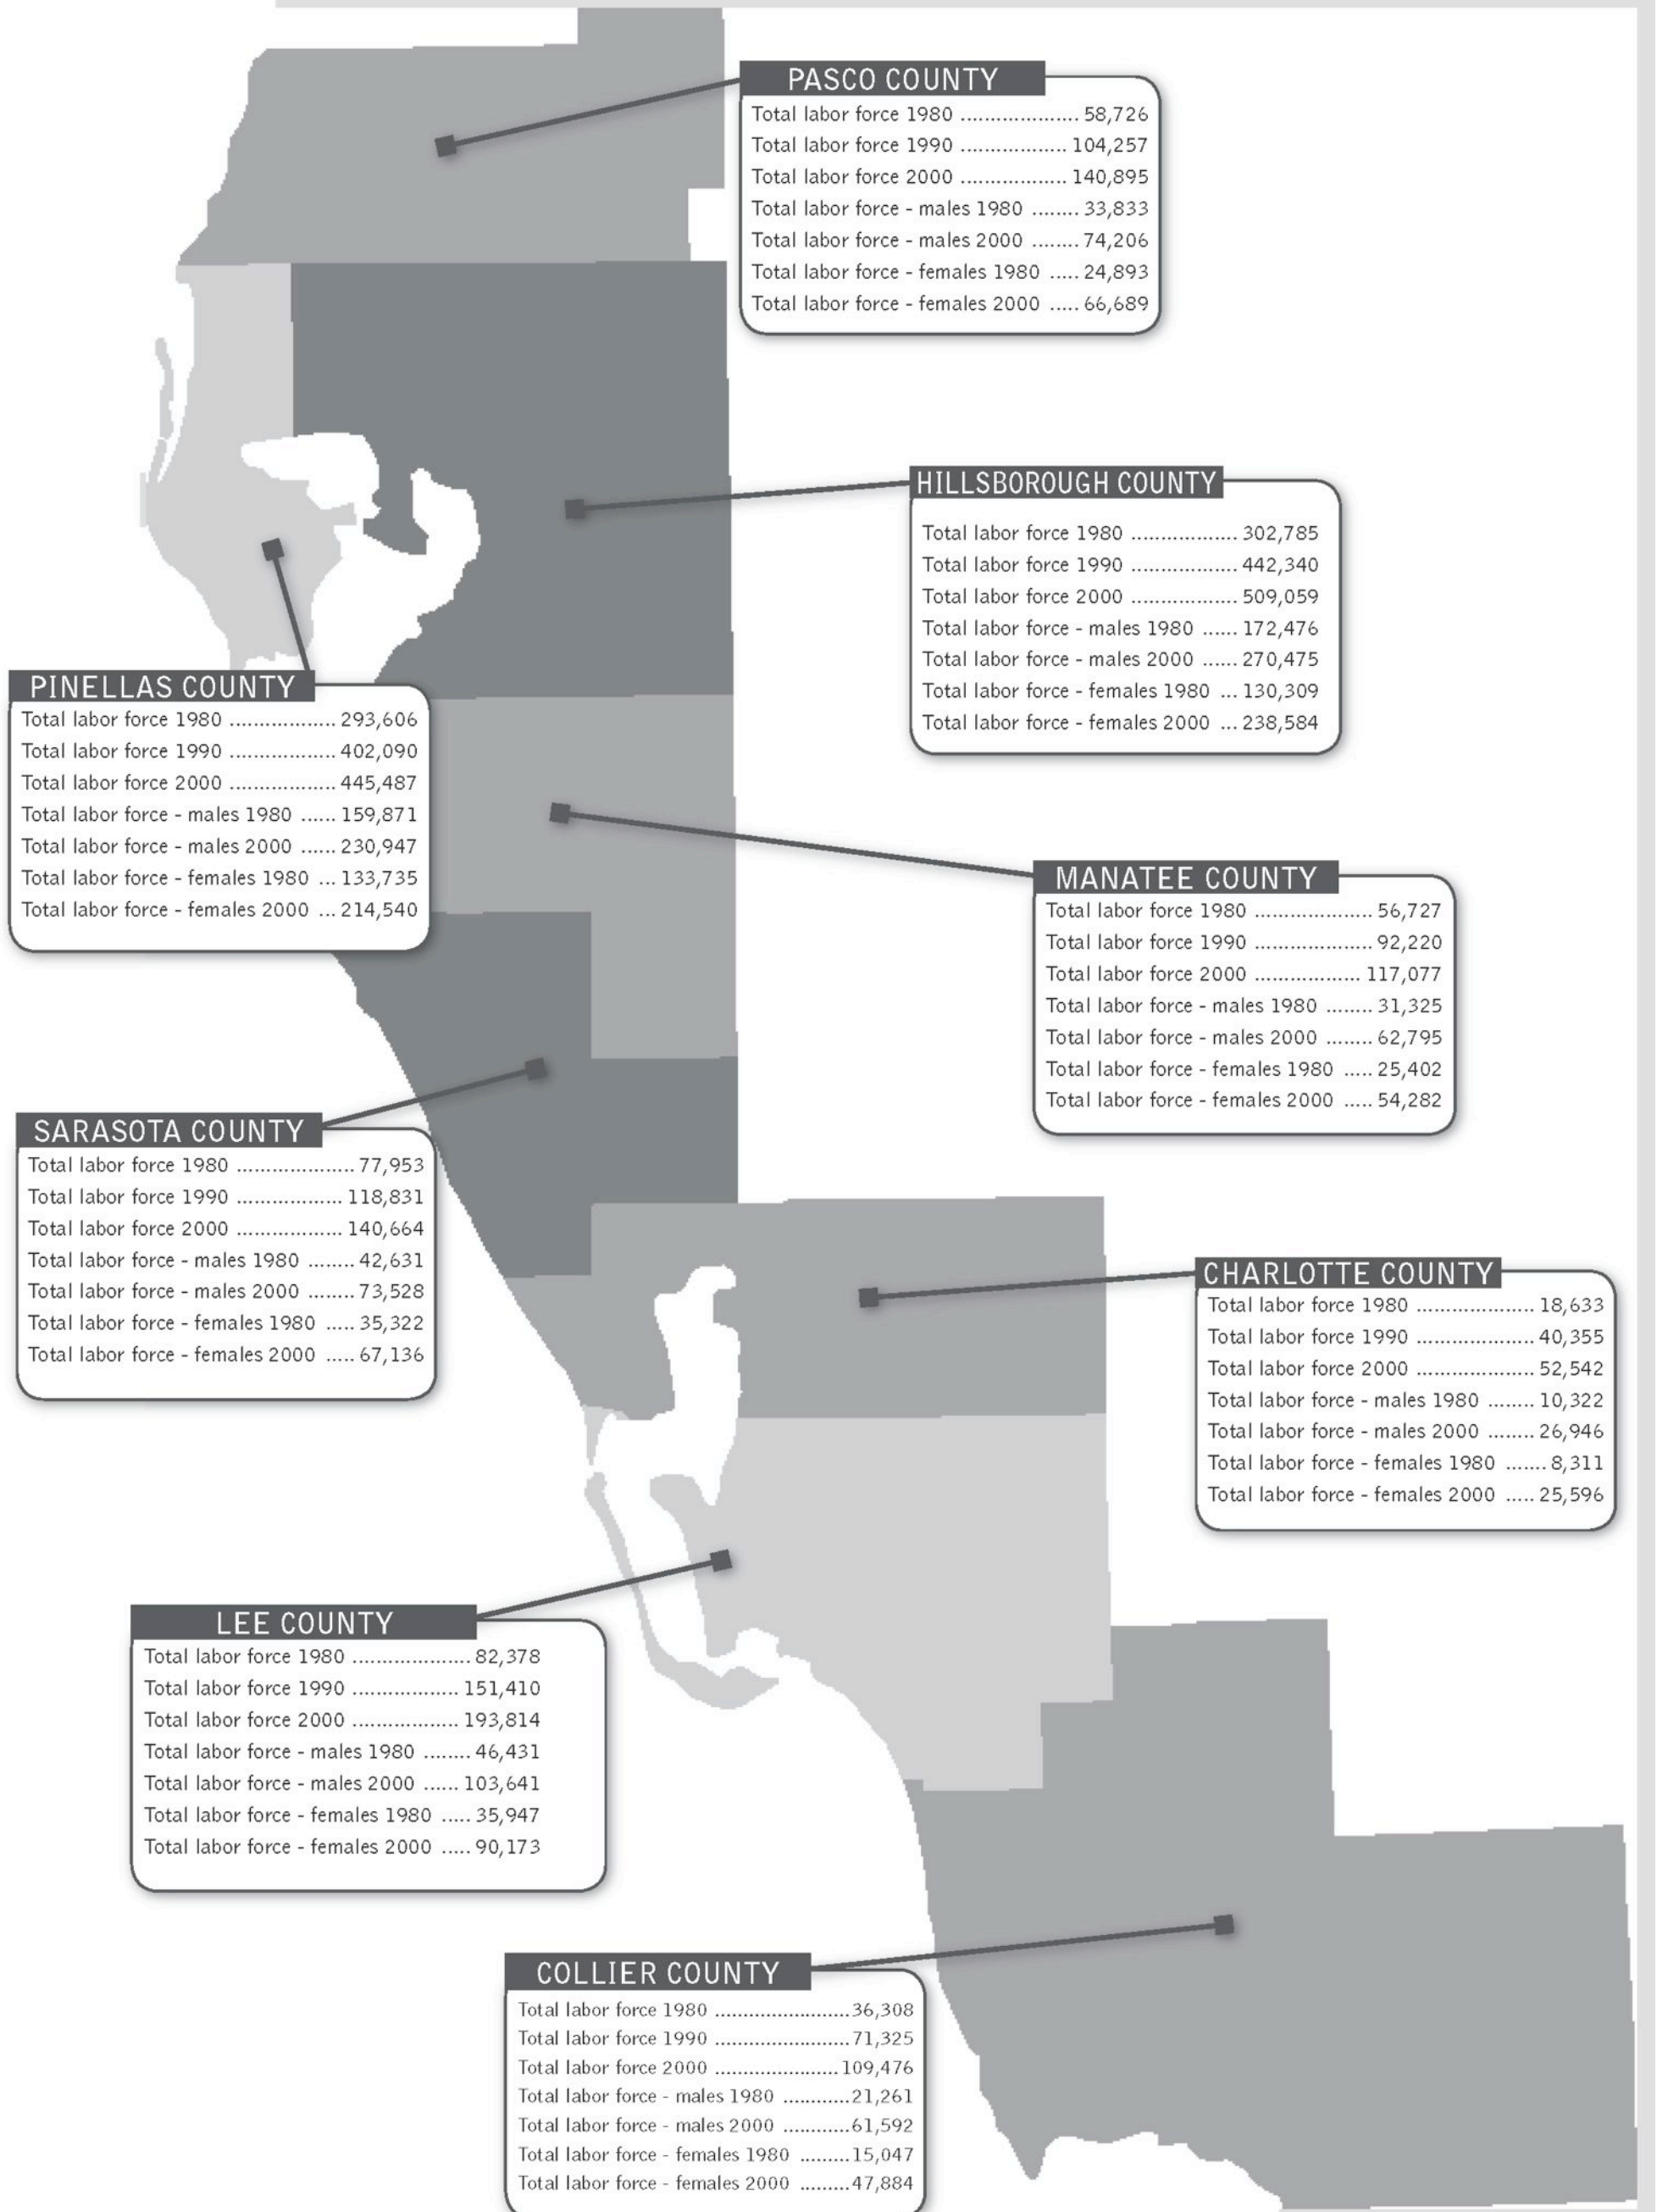 PASCO COUNTY
Total labor force 1980 .................... 58,726
Total labor force 1990 .................. 104,257
Total labor force 2000 .................. 140,895
Total labor force - males 1980 ........ 33,833
Total labor force - males 2000 ........ 74,206
Total labor force - females 1980 ..... 24,893
Total labor force - females 2000 ..... 66,689
HILLSBOROUGH COUNTY
Total labor force 1980 .................. 302,785
Total labor force 1990 .................. 442,340
Total labor force 2000 .................. 509,059
Total labor force - males 1980 ...... 172,476
Total labor force - males 2000 ...... 270,475
Total labor force - females 1980 ... 130,309
Total labor force - females 2000 ... 238,584
PINELLAS COUNTY
Total labor force 1980 .................. 293,606
Total labor force 1990 .................. 402,090
Total labor force 2000 .................. 445,487
Total labor force - males 1980 ...... 159,871
Total labor force - males 2000 ...... 230,947
Total labor force - females 1980 ... 133,735
Total labor force - females 2000 ... 214,540
MANATEE COUNTY
Total labor force 1980 .................... 56,727
Total labor force 1990 .................... 92,220
Total labor force 2000 .................. 117,077
Total labor force - males 1980 ........ 31,325
Total labor force - males 2000 ........ 62,795
Total labor force - females 1980 ..... 25,402
Total labor force - females 2000 ..... 54,282
SARASOTA COUNTY
Total labor force 1980 .................... 77,953
Total labor force 1990 .................. 118,831
Total labor force 2000 .................. 140,664
Total labor force - males 1980 ........ 42,631
Total labor force - males 2000 ........ 73,528
Total labor force - females 1980 ..... 35,322
Total labor force - females 2000 ..... 67,136
CHARLOTTE COUNTY
Total labor force 1980 .................... 18,633
Total labor force 1990 .................... 40,355
Total labor force 2000 .................... 52,542
Total labor force - males 1980 ........ 10,322
Total labor force - males 2000 ........ 26,946
Total labor force - females 1980 ....... 8,311
Total labor force - females 2000 ..... 25,596
LEE COUNTY
Total labor force 1980 .................... 82,378
Total labor force 1990 .................. 151,410
Total labor force 2000 .................. 193,814
Total labor force - males 1980 ........ 46,431
Total labor force - males 2000 ...... 103,641
Total labor force - females 1980 ..... 35,947
Total labor force - females 2000 ..... 90,173
COLLIER COUNTY
Total labor force 1980 .......................36,308
Total labor force 1990 .......................71,325
Total labor force 2000 .....................109,476
Total labor force - males 1980 ............21,261
Total labor force - males 2000 ............61,592
Total labor force - females 1980 .........15,047
Total labor force - females 2000 .........47,884